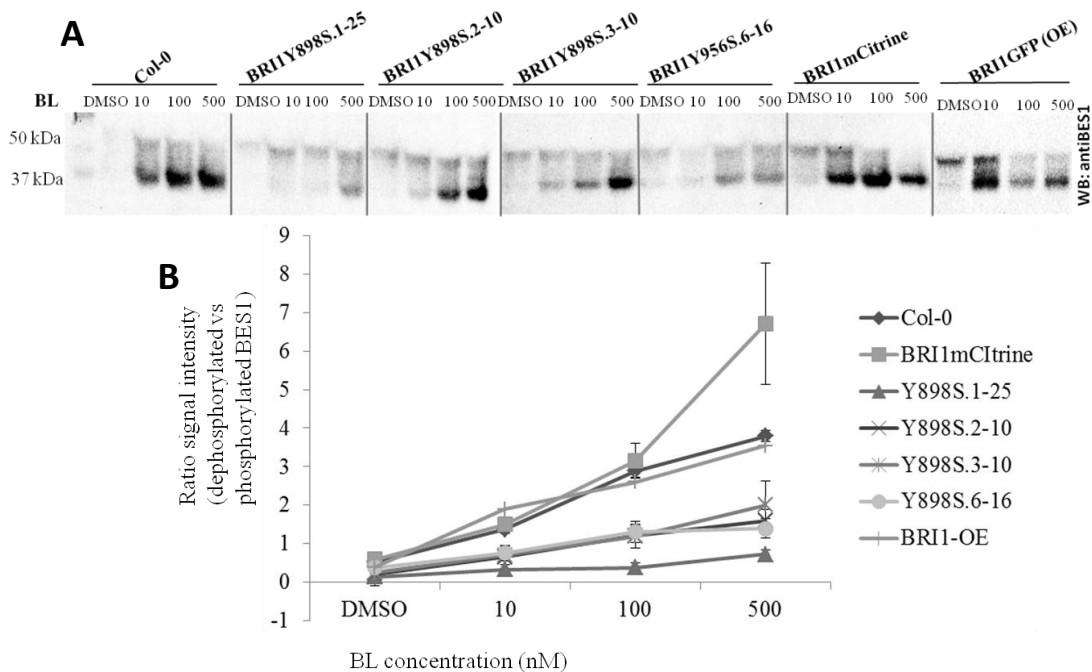 A
Col-0
BRI1Y898S.1-25
BRI1Y898S.2-10
BRI1Y898S.3-10
BRI1Y956S.6-16
BRI1mCitrine
BRI1GFP (OE)
BL DMSO 10 100 500 DMSO 10 100 500 DMSO 10 100 500 DMSO 10 100 500 DMSO 10 100 500 DMSO 10 100 500 DMSO 10 100 500
50 kDa
37 kDa
WB: antiBES1
B
Ratio signal intensity
(dephosphorylated vs
phosphorylated BES1)
9
8
7
6
5
4
3
2
1
0
-1
DMSO 10 100 500
BL concentration (nM)
Col-0
BRI1mCItrine
Y898S.1-25
Y898S.2-10
Y898S.3-10
Y898S.6-16
BRI1-OE